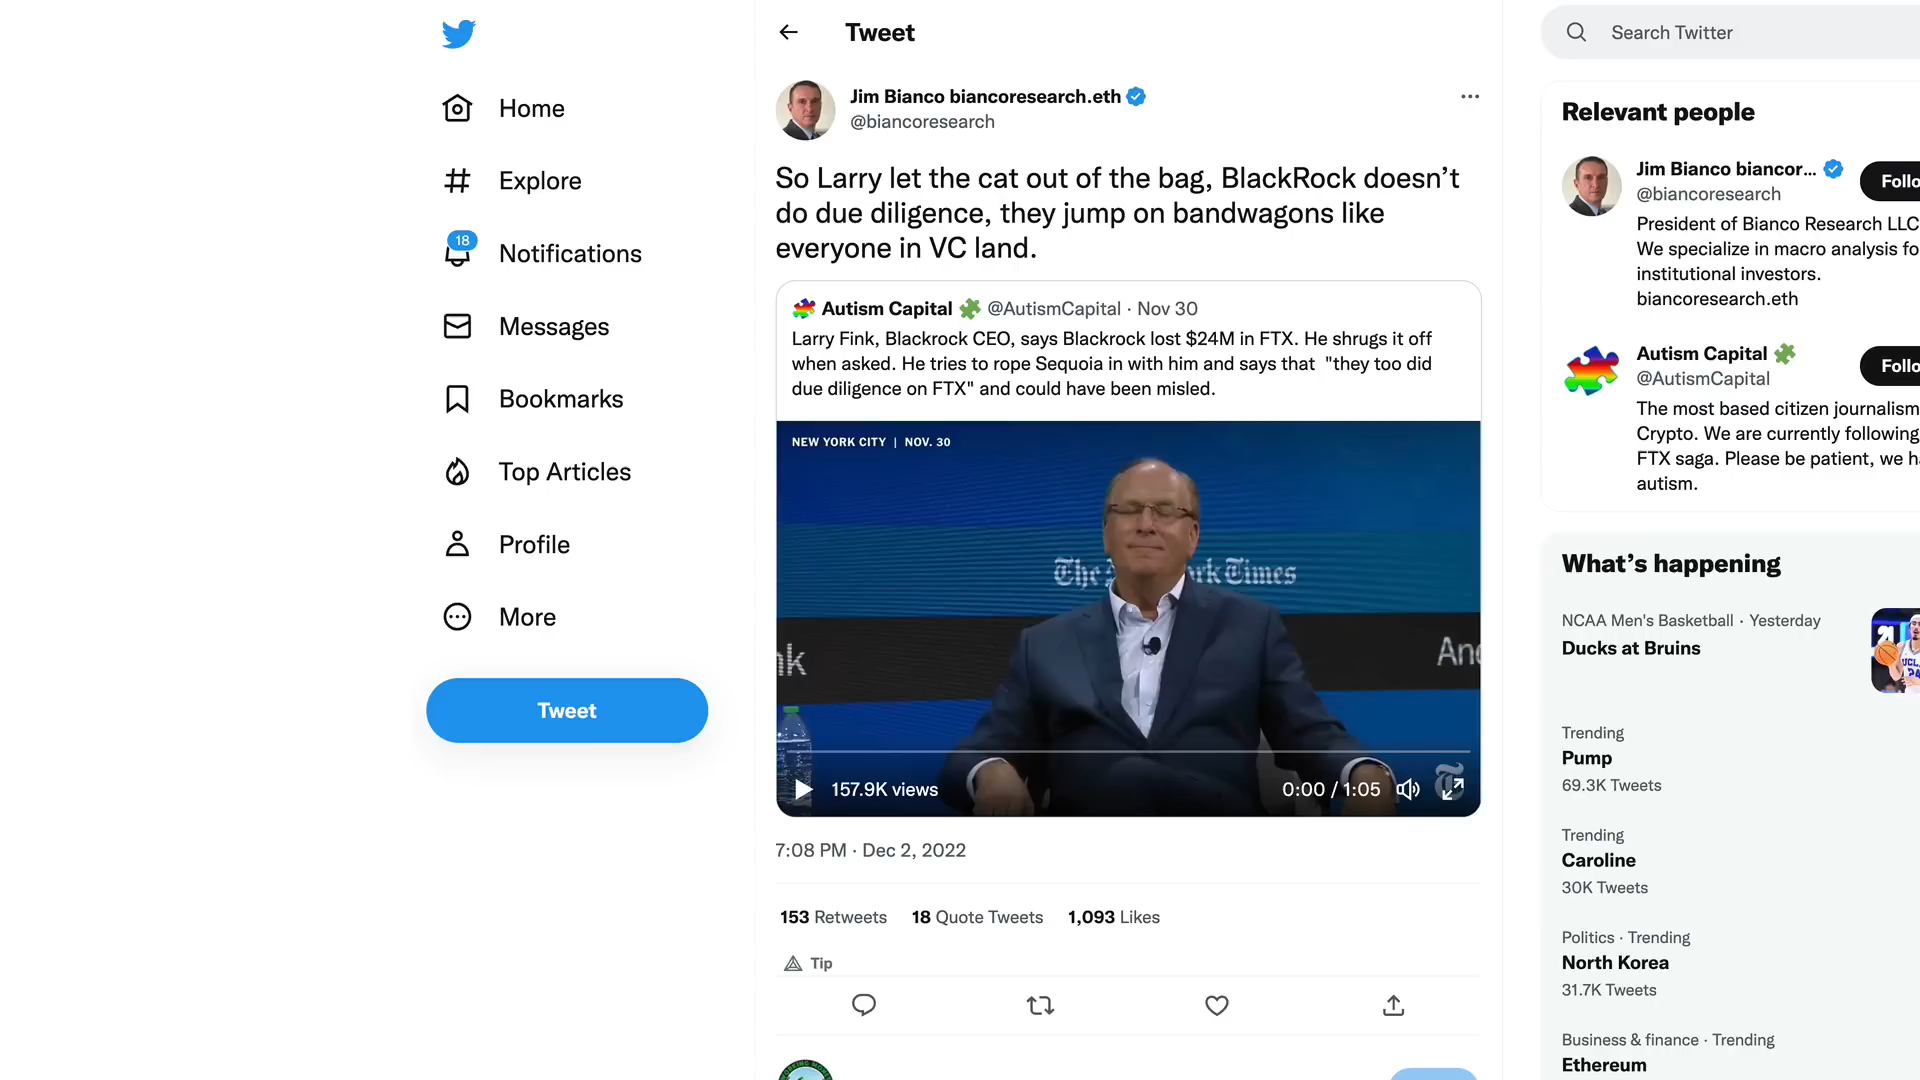 Tweet
Search Twitter
Home
Explore
18
Notifications
Messages
Bookmarks
Top Articles
Profile
More
Tweet
Jim Bianco biancoresearch.eth
@biancoresearch
So Larry let the cat out of the bag, BlackRock doesn’t
do due diligence, they jump on bandwagons like
everyone in VC land.
Autism Capital @AutismCapital · Nov 30
Larry Fink, Blackrock CEO, says Blackrock lost $24M in FTX. He shrugs it off
when asked. He tries to rope Sequoia in with him and says that "they too did
due diligence on FTX" and could have been misled.
NEW YORK CITY | NOV. 30
The rk Times
nk
And
157.9K views
0:00 / 1:05
7:08 PM · Dec 2, 2022
153 Retweets 18 Quote Tweets 1,093 Likes
Tip
Relevant people
Jim Bianco biancor...
@biancoresearch
Follo
President of Bianco Research LLC
We specialize in macro analysis fo
institutional investors.
biancoresearch.eth
Autism Capital
@AutismCapital
Follo
The most based citizen journalism
Crypto. We are currently following
FTX saga. Please be patient, we ha
autism.
What’s happening
NCAA Men's Basketball · Yesterday
Ducks at Bruins
Trending
Pump
69.3K Tweets
Trending
Caroline
30K Tweets
Politics · Trending
North Korea
31.7K Tweets
Business & finance · Trending
Ethereum